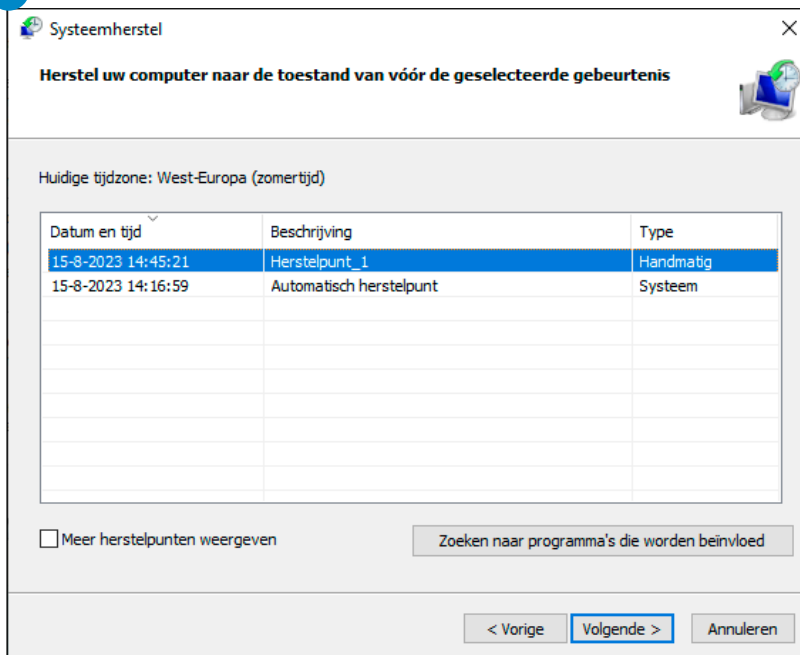 Systeemherstel
Herstel uw computer naar de toestand van vóór de geselecteerde gebeurtenis
Huidige tijdzone: West-Europa (zomertijd)
Datum en tijd Beschrijving Type
15-8-2023 14:45:21 Herstelpunt_1 Handmatig
15-8-2023 14:16:59 Automatisch herstelpunt Systeem
Meer herstelpunten weergeven Zoeken naar programma's die worden beïnvloed
< Vorige Volgende > Annuleren